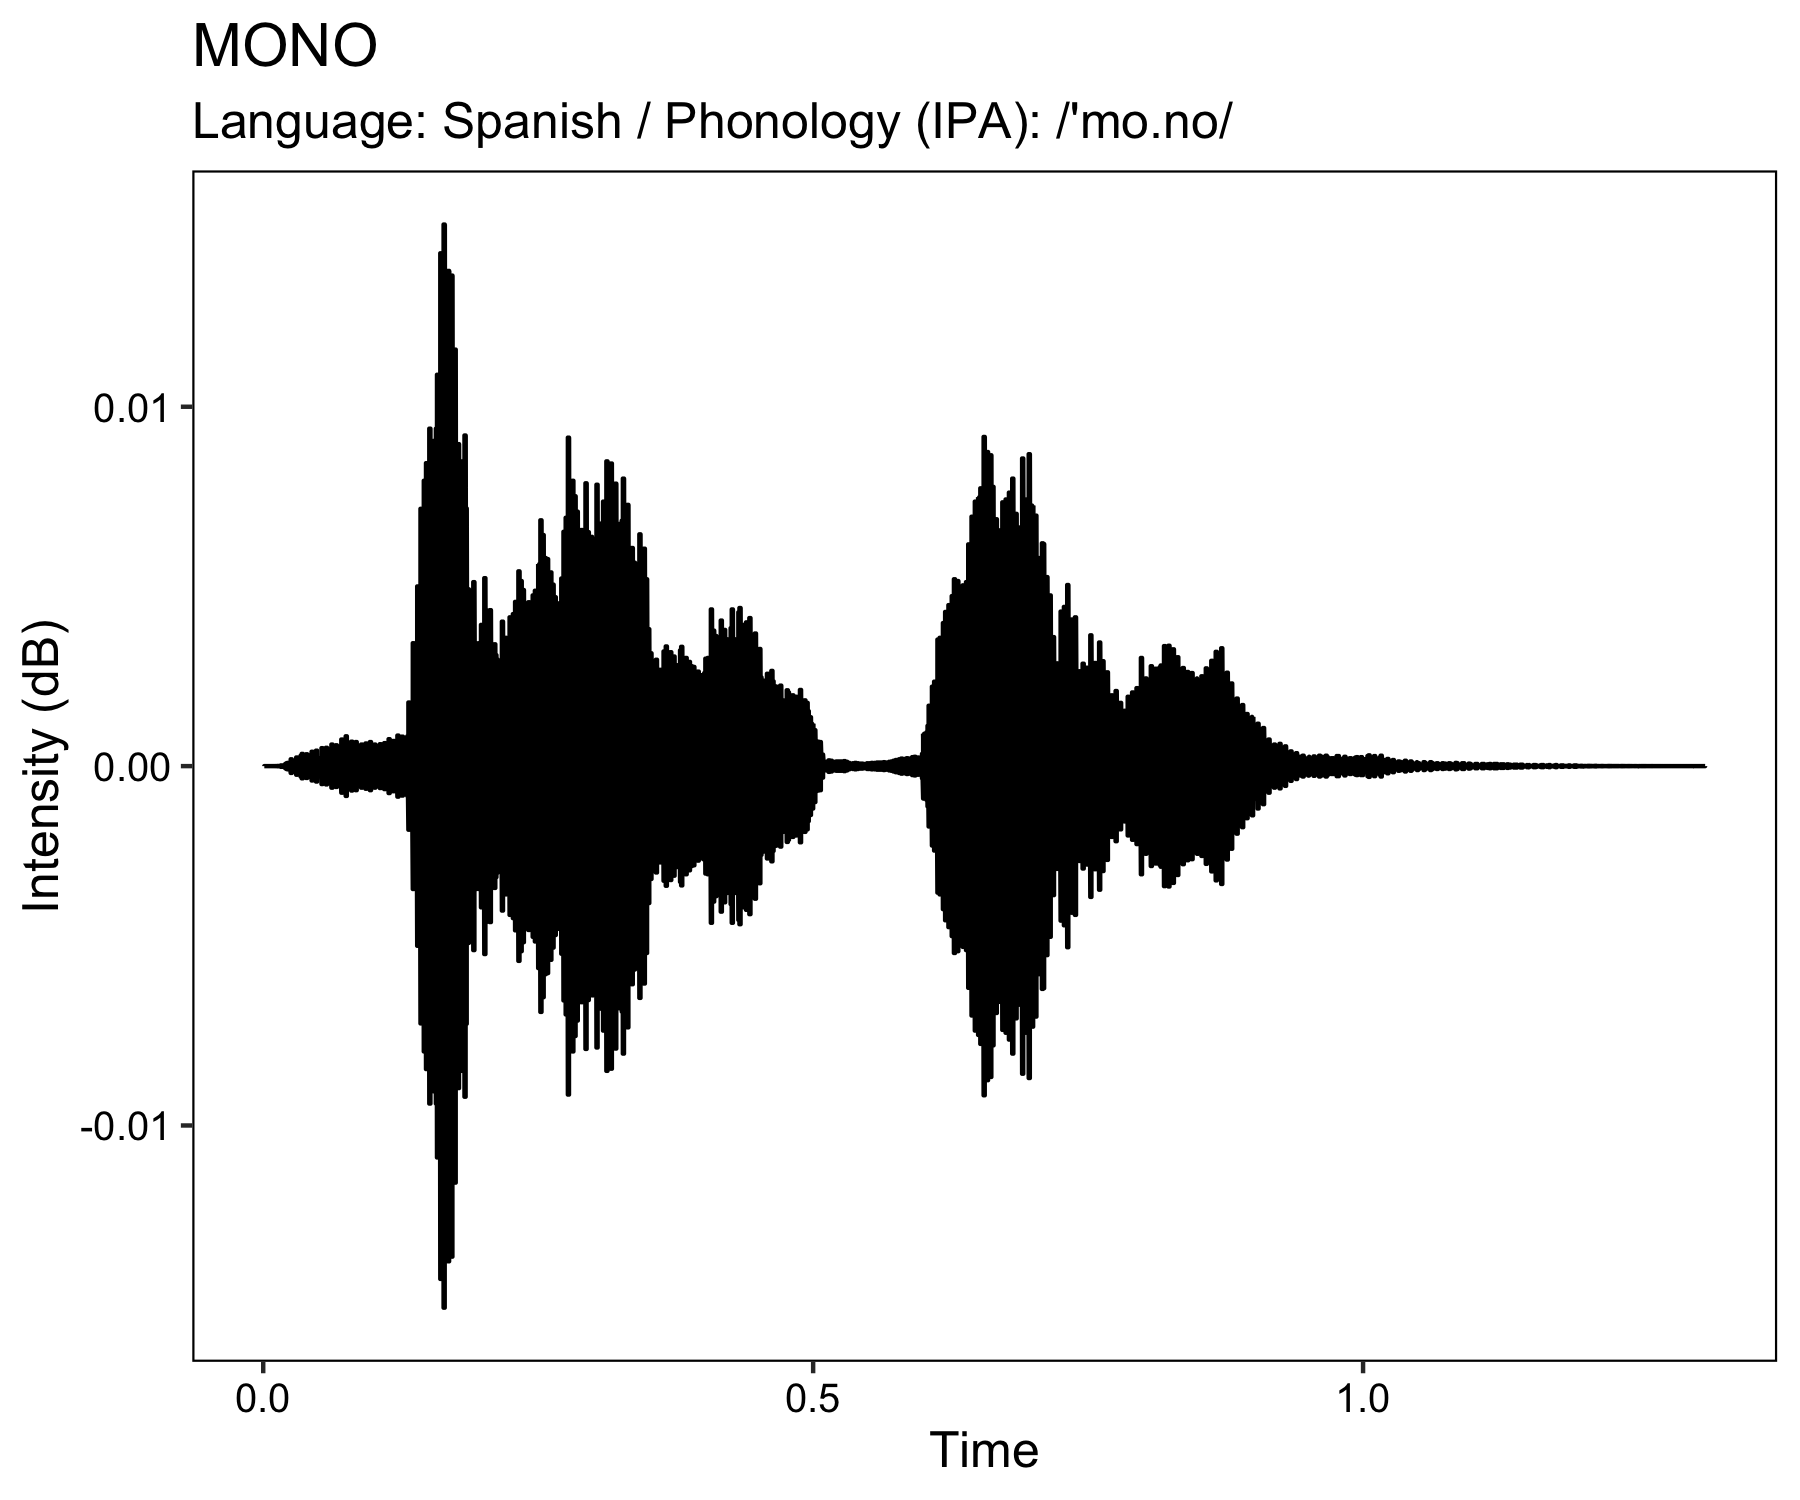 MONO
Language: Spanish / Phonology (IPA): /'mo.no/
Intensity (dB)
0.01
0.00
-0.01
0.0 0.5 1.0
Time